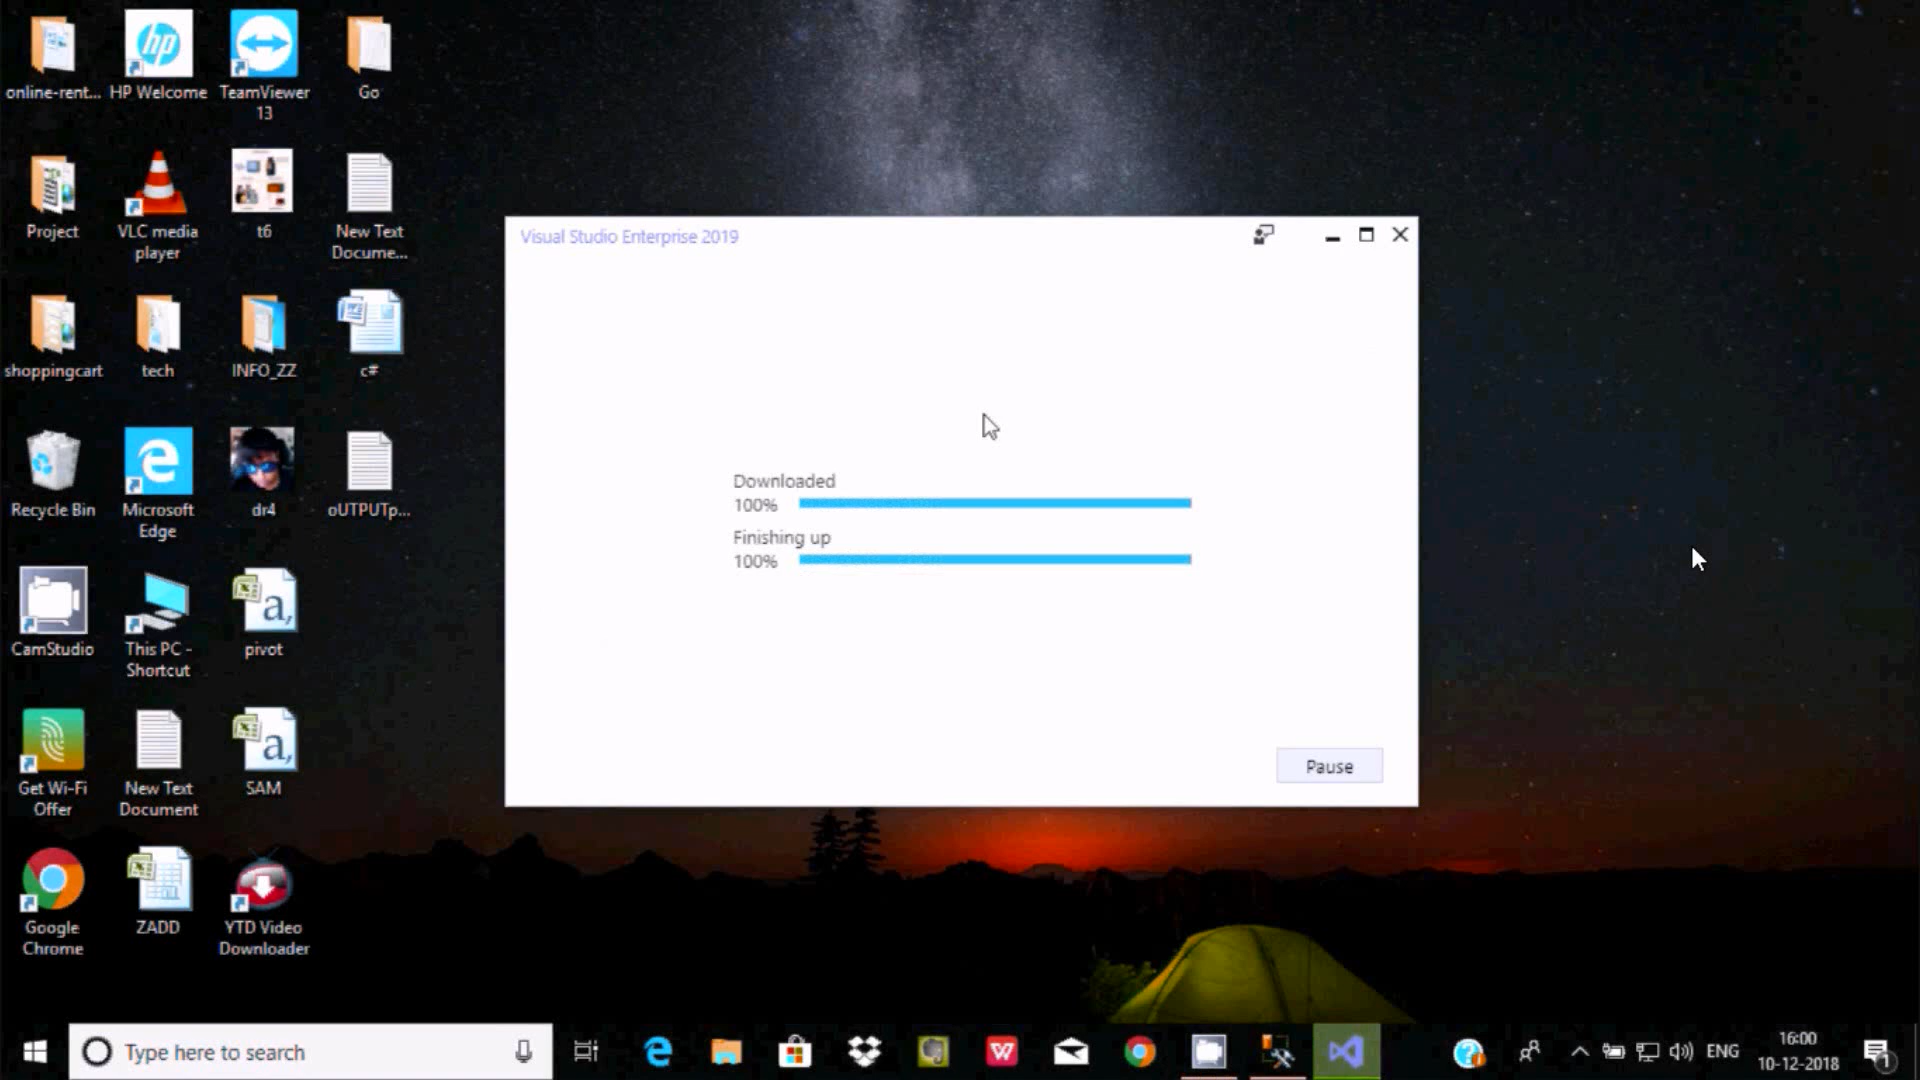 online-rent...
HP Welcome
TeamViewer
13
Go
Project
VLC media
player
t6
New Text
Docume...
shoppingcart
tech
INFO_ZZ
c#
Recycle Bin
Microsoft
Edge
dr4
oUTPUTp...
CamStudio
This PC -
Shortcut
pivot
Get Wi-Fi
Offer
New Text
Document
SAM
Google
Chrome
ZADD
YTD Video
Downloader
Visual Studio Enterprise 2019
Downloaded
100%
Finishing up
100%
Pause
Type here to search
ENG
16:00
10-12-2018
1